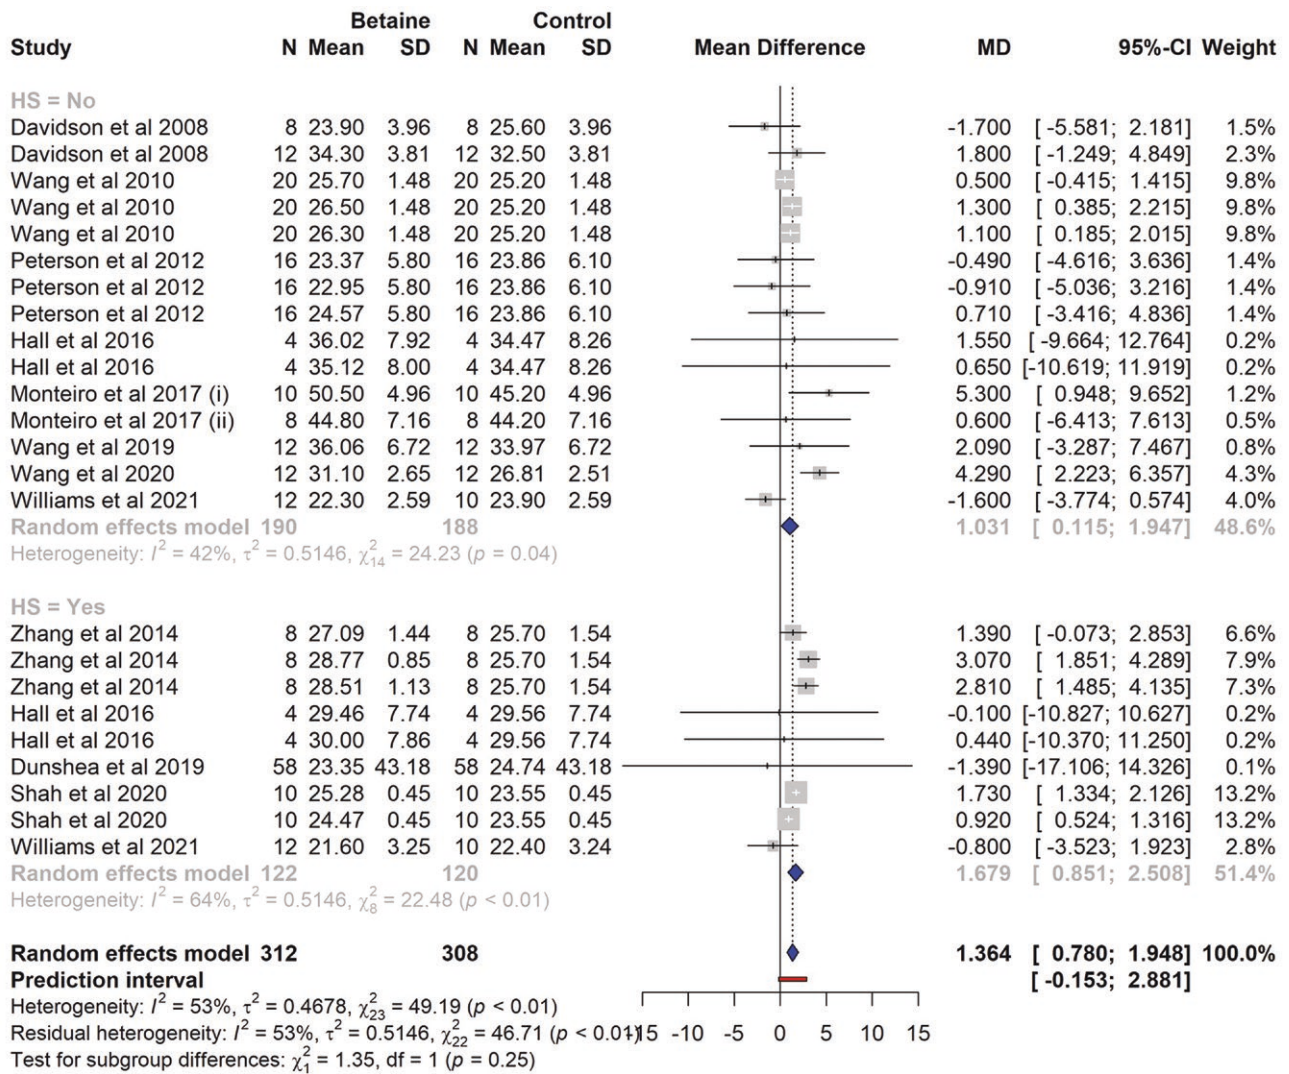 Betaine Control
Study N Mean SD N Mean SD Mean Difference MD 95%-CI Weight
HS = No
Davidson et al 2008 8 23.90 3.96 8 25.60 3.96 -1.700 [ -5.581; 2.181] 1.5%
Davidson et al 2008 12 34.30 3.81 12 32.50 3.81 1.800 [ -1.249; 4.849] 2.3%
Wang et al 2010 20 25.70 1.48 20 25.20 1.48 0.500 [ -0.415; 1.415] 9.8%
Wang et al 2010 20 26.50 1.48 20 25.20 1.48 1.300 [ 0.385; 2.215] 9.8%
Wang et al 2010 20 26.30 1.48 20 25.20 1.48 1.100 [ 0.185; 2.015] 9.8%
Peterson et al 2012 16 23.37 5.80 16 23.86 6.10 -0.490 [ -4.616; 3.636] 1.4%
Peterson et al 2012 16 22.95 5.80 16 23.86 6.10 -0.910 [ -5.036; 3.216] 1.4%
Peterson et al 2012 16 24.57 5.80 16 23.86 6.10 0.710 [ -3.416; 4.836] 1.4%
Hall et al 2016 4 36.02 7.92 4 34.47 8.26 1.550 [ -9.664; 12.764] 0.2%
Hall et al 2016 4 35.12 8.00 4 34.47 8.26 0.650 [-10.619; 11.919] 0.2%
Monteiro et al 2017 (i) 10 50.50 4.96 10 45.20 4.96 5.300 [ 0.948; 9.652] 1.2%
Monteiro et al 2017 (ii) 8 44.80 7.16 8 44.20 7.16 0.600 [ -6.413; 7.613] 0.5%
Wang et al 2019 12 36.06 6.72 12 33.97 6.72 2.090 [ -3.287; 7.467] 0.8%
Wang et al 2020 12 31.10 2.65 12 26.81 2.51 4.290 [ 2.223; 6.357] 4.3%
Williams et al 2021 12 22.30 2.59 10 23.90 2.59 -1.600 [ -3.774; 0.574] 4.0%
Random effects model 190 188 1.031 [ 0.115; 1.947] 48.6%
Heterogeneity: I² = 42%, τ² = 0.5146, χ²₁₄ = 24.23 (p = 0.04)
HS = Yes
Zhang et al 2014 8 27.09 1.44 8 25.70 1.54 1.390 [ -0.073; 2.853] 6.6%
Zhang et al 2014 8 28.77 0.85 8 25.70 1.54 3.070 [ 1.851; 4.289] 7.9%
Zhang et al 2014 8 28.51 1.13 8 25.70 1.54 2.810 [ 1.485; 4.135] 7.3%
Hall et al 2016 4 29.46 7.74 4 29.56 7.74 -0.100 [-10.827; 10.627] 0.2%
Hall et al 2016 4 30.00 7.86 4 29.56 7.74 0.440 [-10.370; 11.250] 0.2%
Dunshea et al 2019 58 23.35 43.18 58 24.74 43.18 -1.390 [-17.106; 14.326] 0.1%
Shah et al 2020 10 25.28 0.45 10 23.55 0.45 1.730 [ 1.334; 2.126] 13.2%
Shah et al 2020 10 24.47 0.45 10 23.55 0.45 0.920 [ 0.524; 1.316] 13.2%
Williams et al 2021 12 21.60 3.25 10 22.40 3.24 -0.800 [ -3.523; 1.923] 2.8%
Random effects model 122 120 1.679 [ 0.851; 2.508] 51.4%
Heterogeneity: I² = 64%, τ² = 0.5146, χ²₈ = 22.48 (p < 0.01)
Random effects model 312 308 1.364 [ 0.780; 1.948] 100.0%
Prediction interval [ -0.153; 2.881]
Heterogeneity: I² = 53%, τ² = 0.4678, χ²₂₃ = 49.19 (p < 0.01)
Residual heterogeneity: I² = 53%, τ² = 0.5146, χ²₂₂ = 46.71 (p < 0.01) -15 -10 -5 0 5 10 15
Test for subgroup differences: χ²₁ = 1.35, df = 1 (p = 0.25)